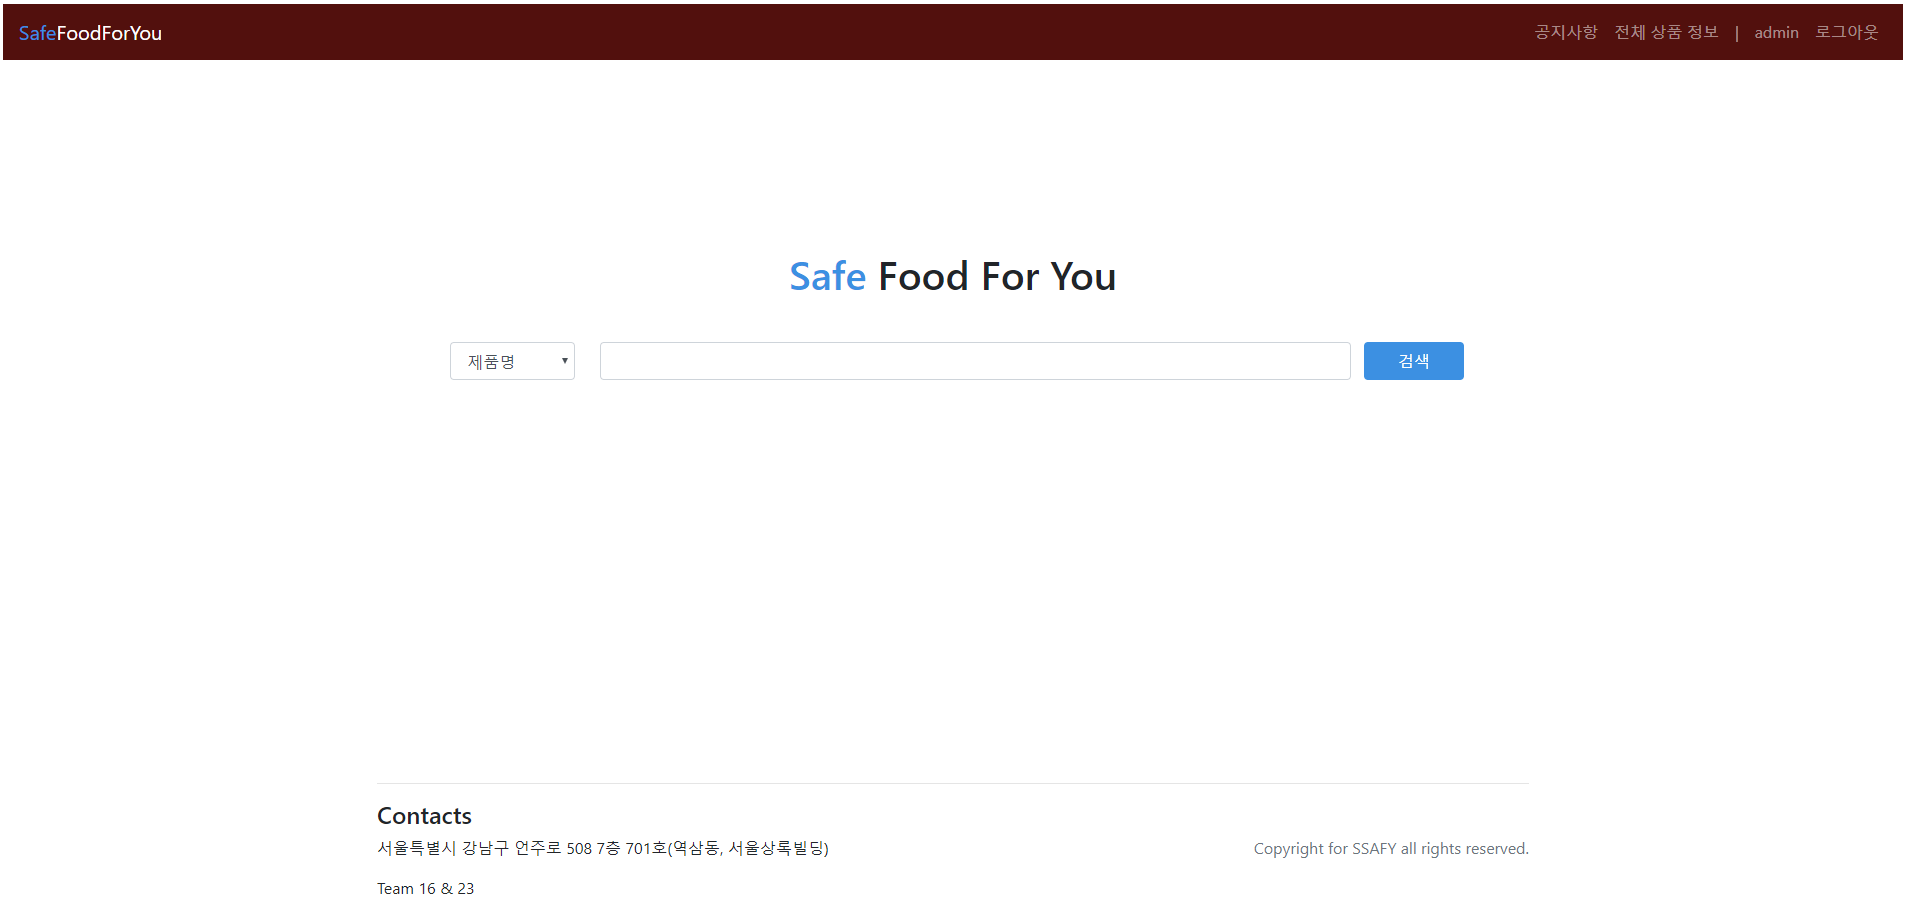 SafeFoodForYou 공지사항 전체 상품 정보 | admin 로그아웃
Safe Food For You
제품명 검색
Contacts
서울특별시 강남구 언주로 508 7층 701호(역삼동, 서울상록빌딩) Copyright for SSAFY all rights reserved.
Team 16 & 23